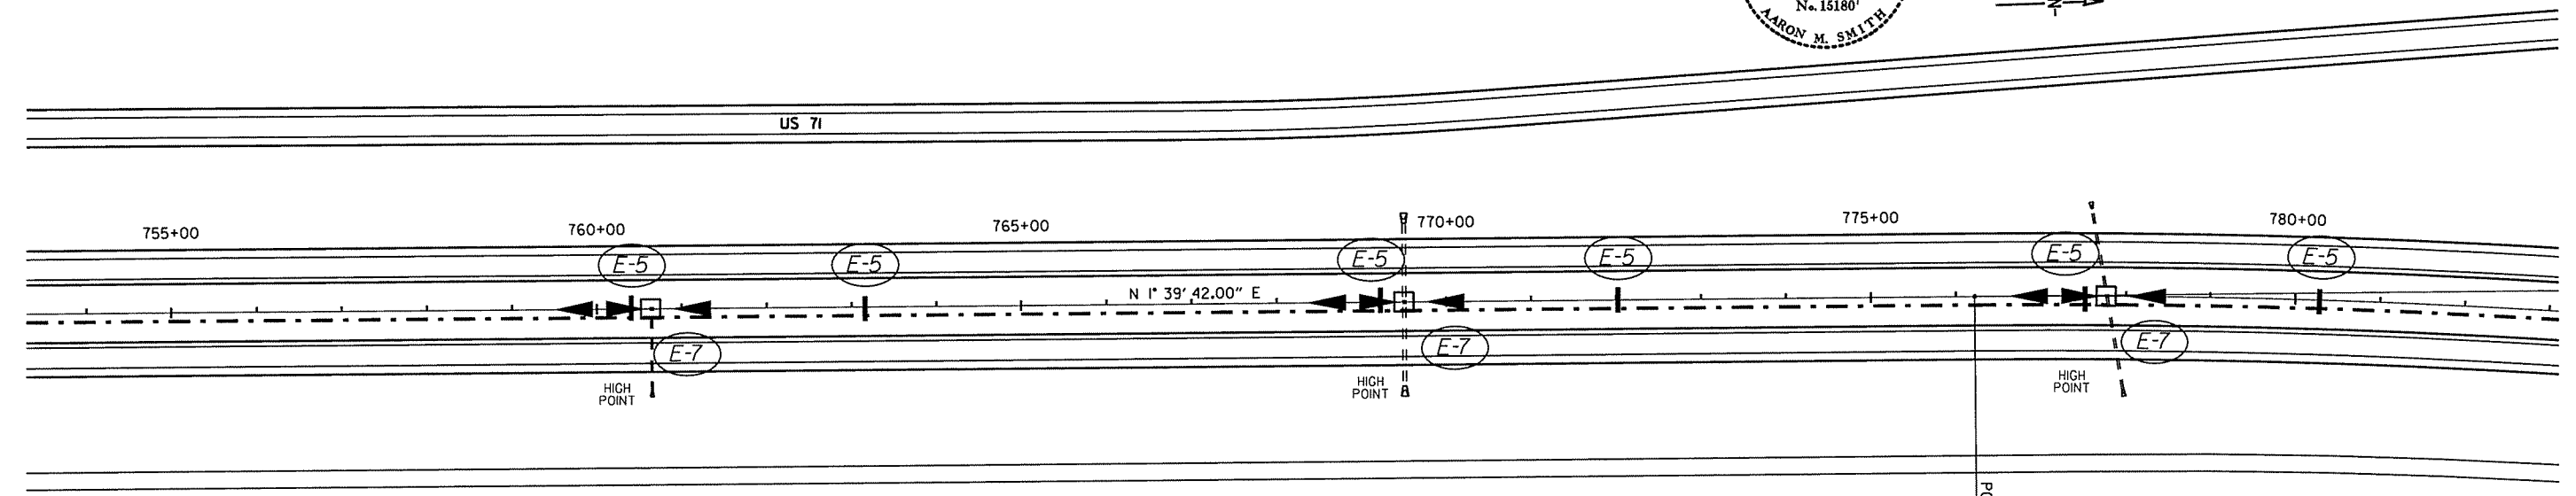 No. 15180
AARON M. SMITH
N
US 71
755+00
760+00
765+00
770+00
775+00
780+00
E-5
E-5
E-5
E-5
E-5
E-5
N 1° 39' 42.00" E
E-7
E-7
E-7
HIGH
POINT
HIGH
POINT
HIGH
POINT